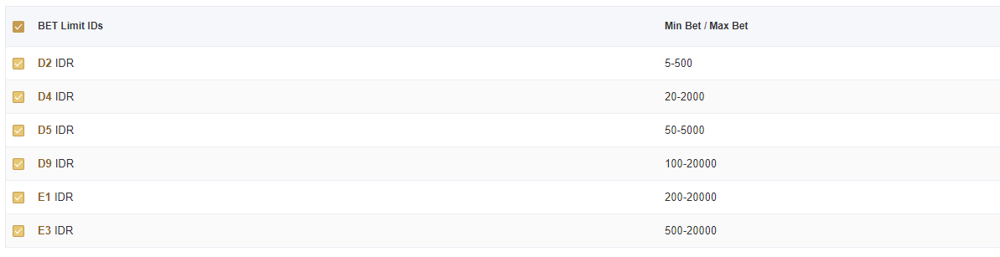 BET Limit IDs Min Bet / Max Bet
D2 IDR 5-500
D4 IDR 20-2000
D5 IDR 50-5000
D9 IDR 100-20000
E1 IDR 200-20000
E3 IDR 500-20000